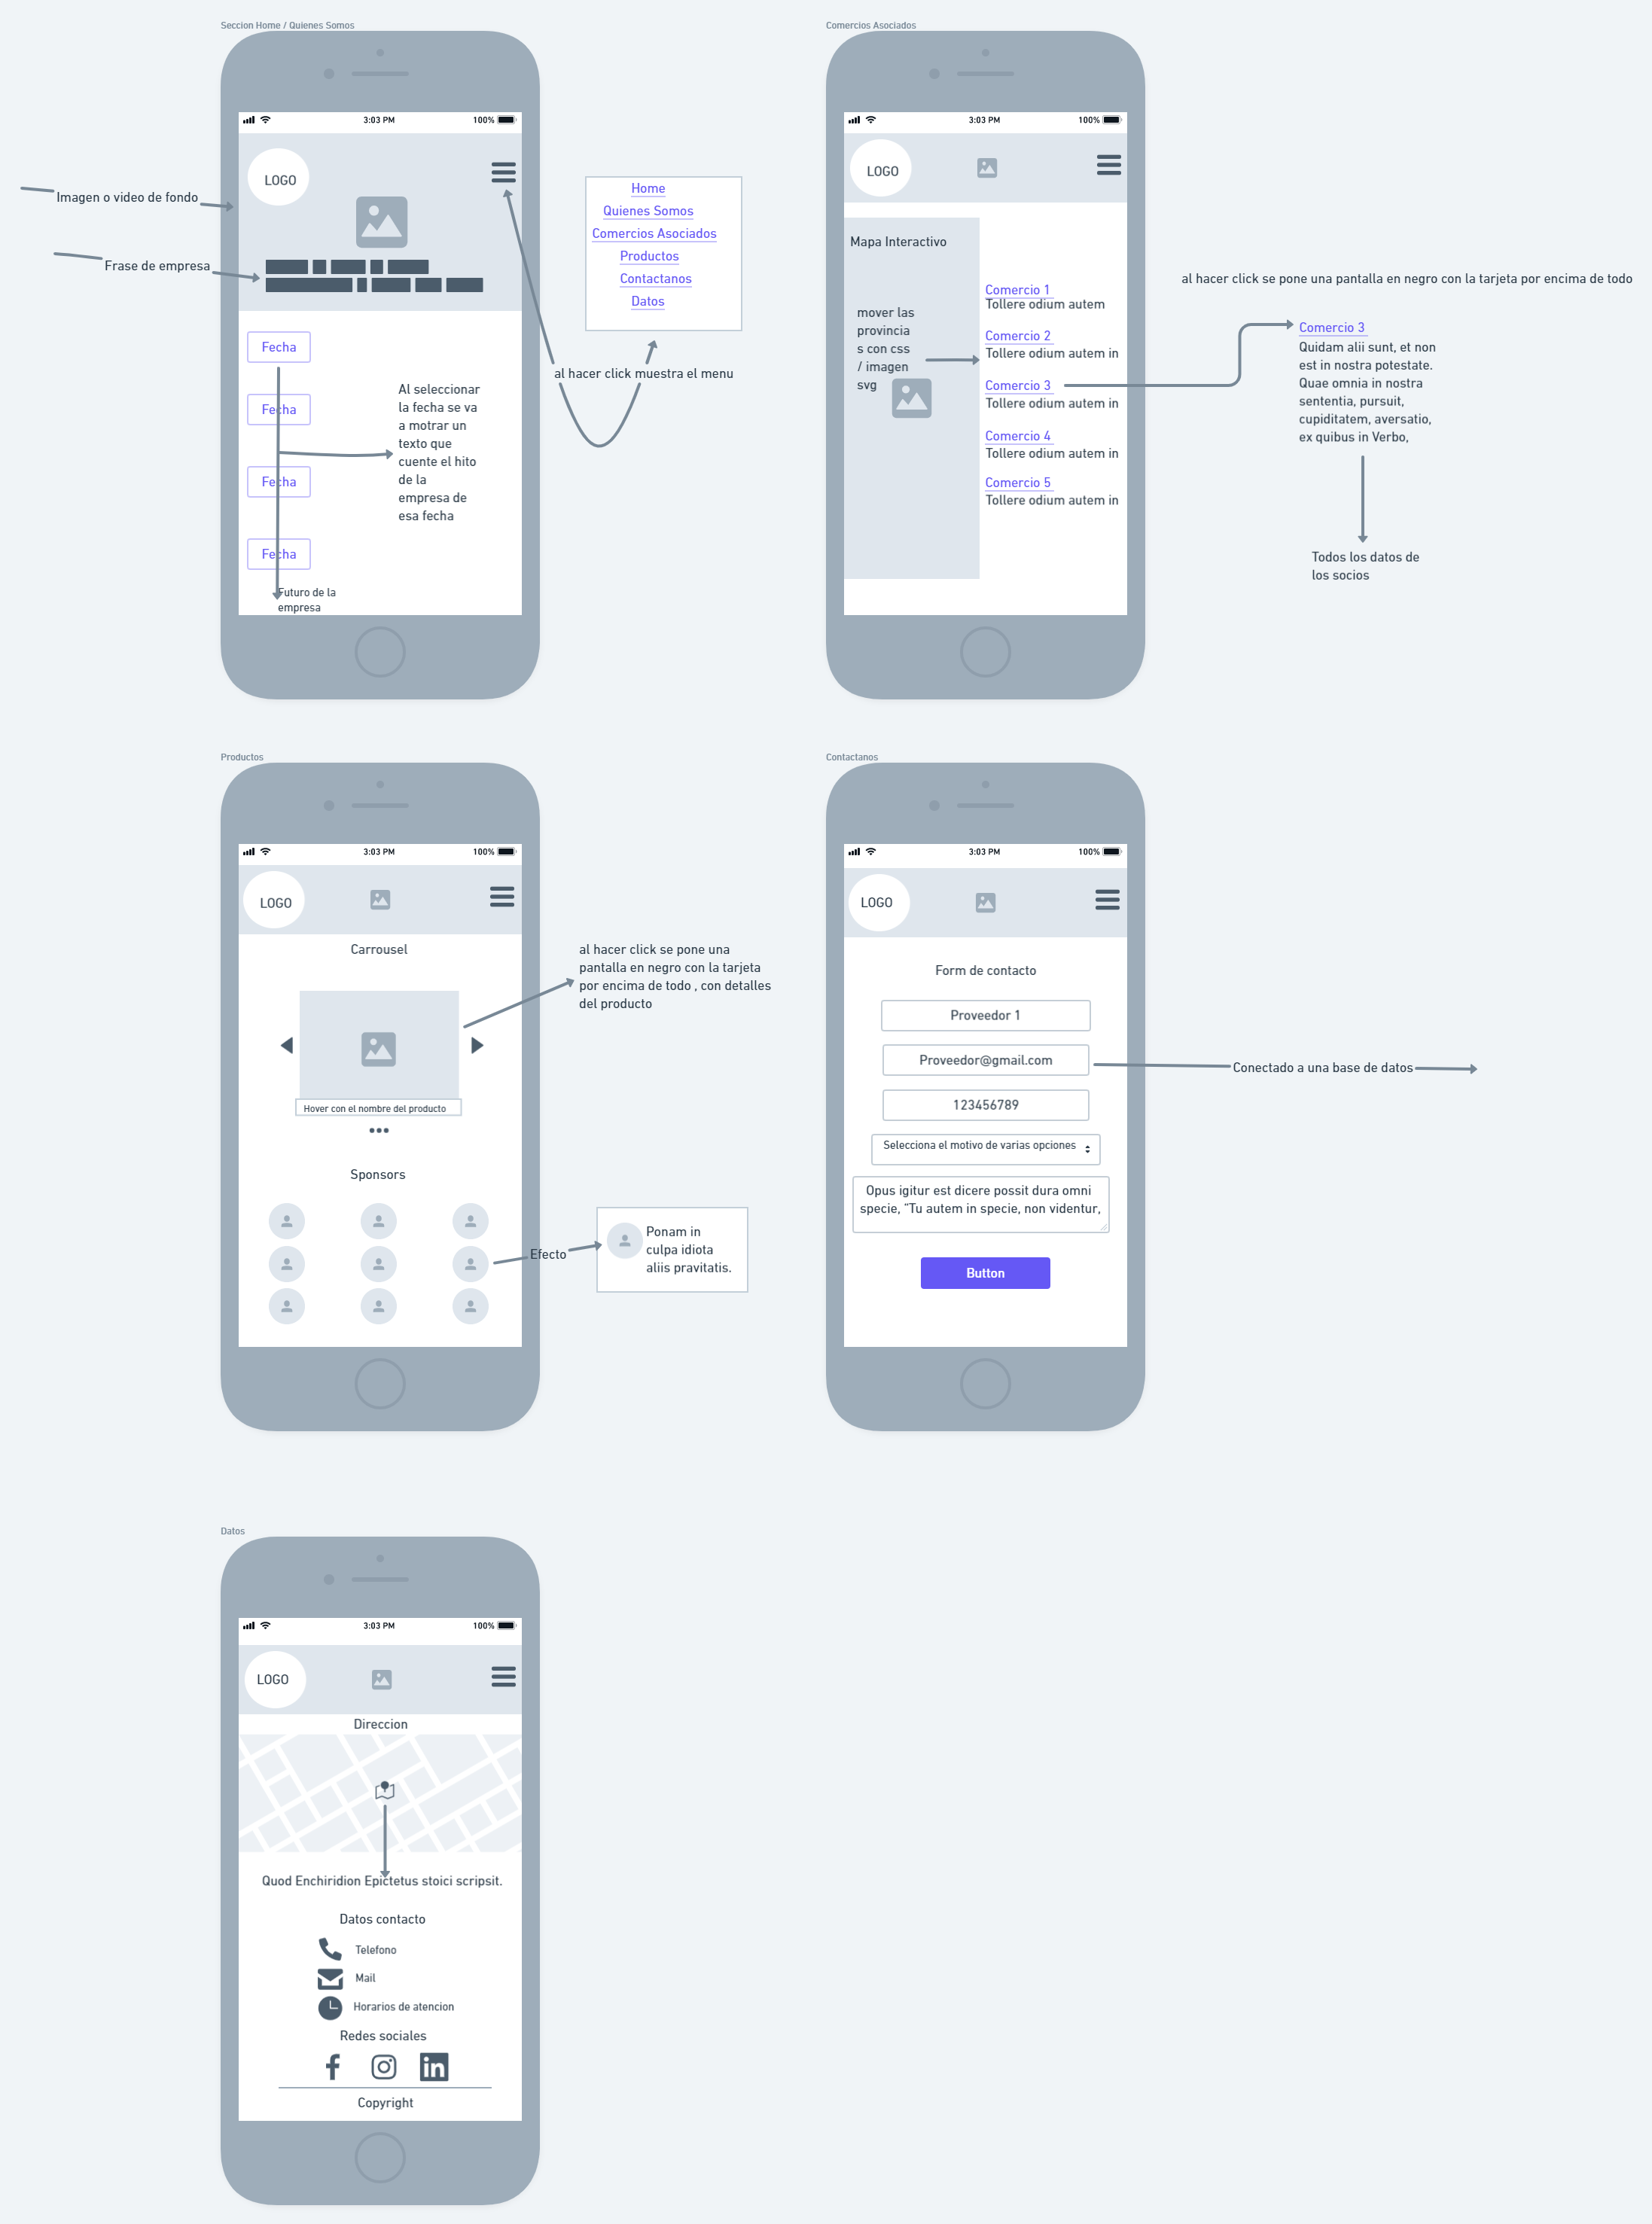 Seccion Home / Quienes Somos
3:03 PM
100%
LOGO
Imagen o video de fondo
Frase de empresa
Home
Quienes Somos
Comercios Asociados
Productos
Contactanos
Datos
al hacer click muestra el menu
Fecha
Fecha
Fecha
Fecha
Al seleccionar
la fecha se va
a motrar un
texto que
cuente el hito
de la
empresa de
esa fecha
Futuro de la
empresa
Comercios Asociados
3:03 PM
100%
LOGO
Mapa Interactivo
mover las
provincia
s con css
/ imagen
svg
Comercio 1
Tollere odium autem
Comercio 2
Tollere odium autem in
Comercio 3
Tollere odium autem in
Comercio 4
Tollere odium autem in
Comercio 5
Tollere odium autem in
al hacer click se pone una pantalla en negro con la tarjeta por encima de todo
Comercio 3
Quidam alii sunt, et non
est in nostra potestate.
Quae omnia in nostra
sententia, pursuit,
cupiditatem, aversatio,
ex quibus in Verbo,
Todos los datos de
los socios
Productos
3:03 PM
100%
LOGO
Carrousel
Hover con el nombre del producto
al hacer click se pone una
pantalla en negro con la tarjeta
por encima de todo , con detalles
del producto
Sponsors
Efecto
Ponam in
culpa idiota
aliis pravitatis.
Contactanos
3:03 PM
100%
LOGO
Form de contacto
Proveedor 1
Proveedor@gmail.com
123456789
Selecciona el motivo de varias opciones
Opus igitur est dicere possit dura omni
specie, "Tu autem in specie, non videntur,
Button
Conectado a una base de datos
Datos
3:03 PM
100%
LOGO
Direccion
Quod Enchiridion Epictetus stoici scripsit.
Datos contacto
Telefono
Mail
Horarios de atencion
Redes sociales
Copyright